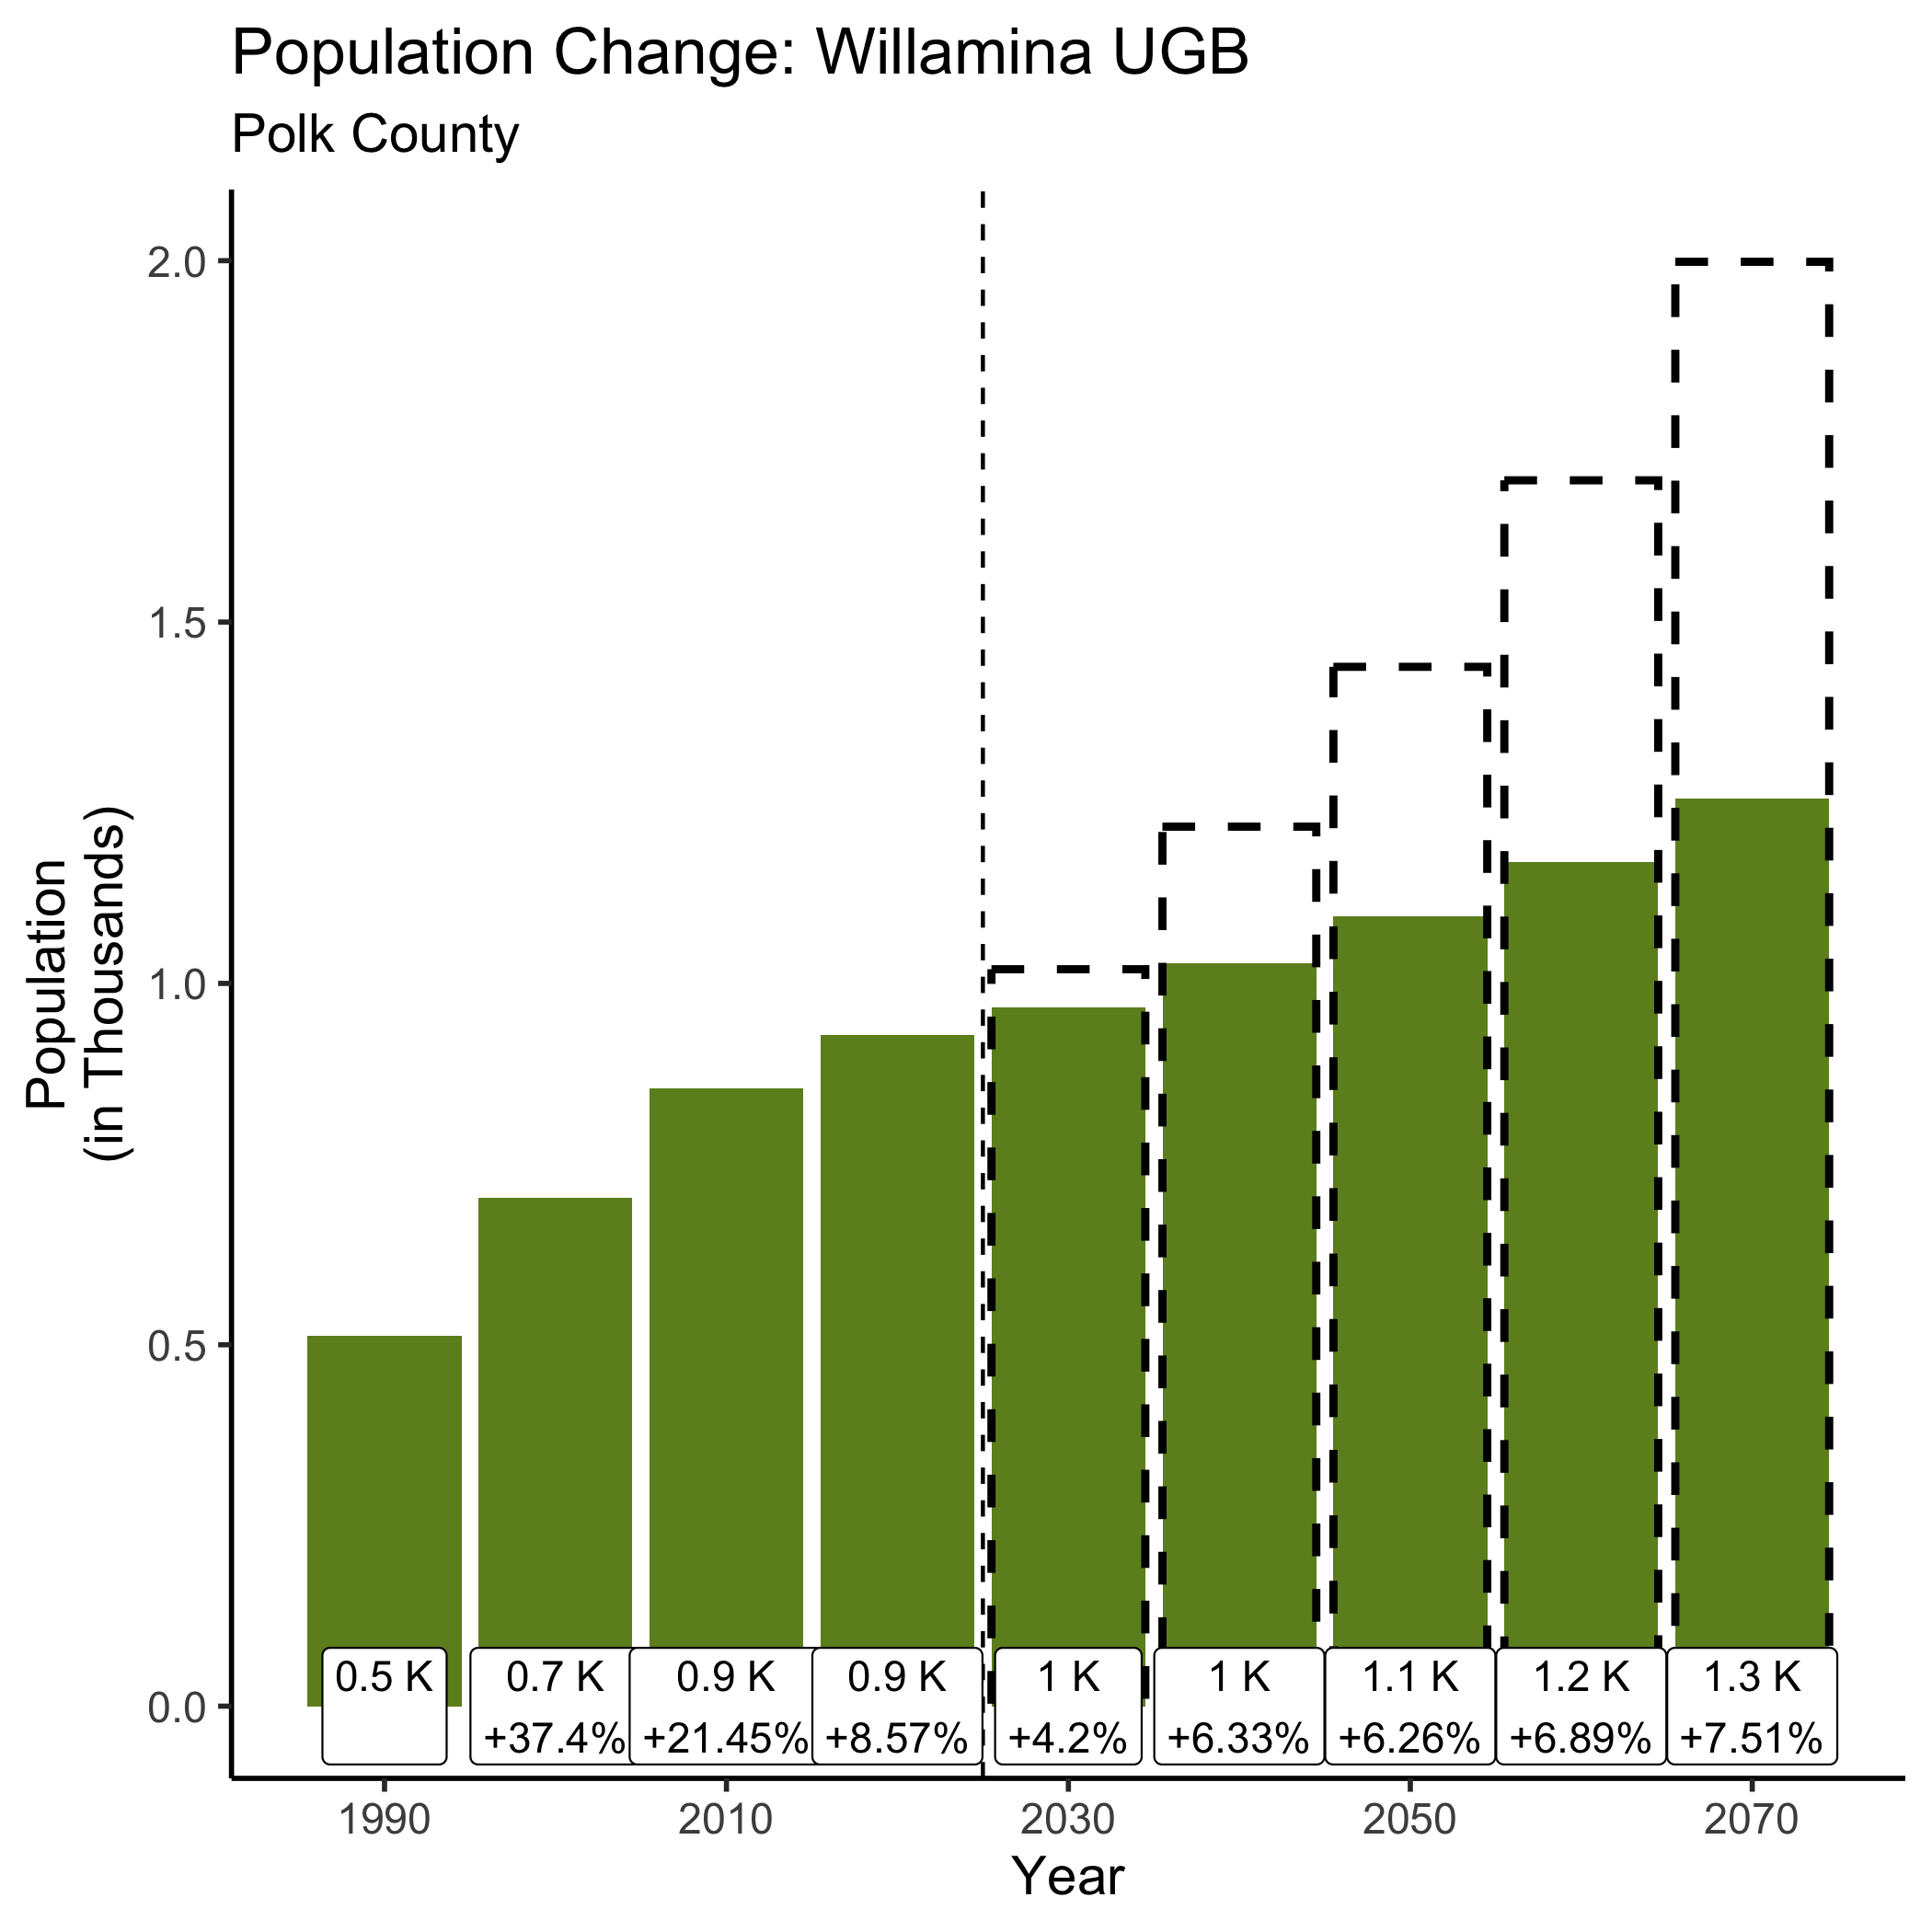 Population Change: Willamina UGB
Polk County
2.0
1.5
1.0
0.5
0.0
Population
(in Thousands)
0.5 K
0.7 K
+37.4%
0.9 K
+21.45%
0.9 K
+8.57%
1 K
+4.2%
1 K
+6.33%
1.1 K
+6.26%
1.2 K
+6.89%
1.3 K
+7.51%
1990
2010
2030
2050
2070
Year